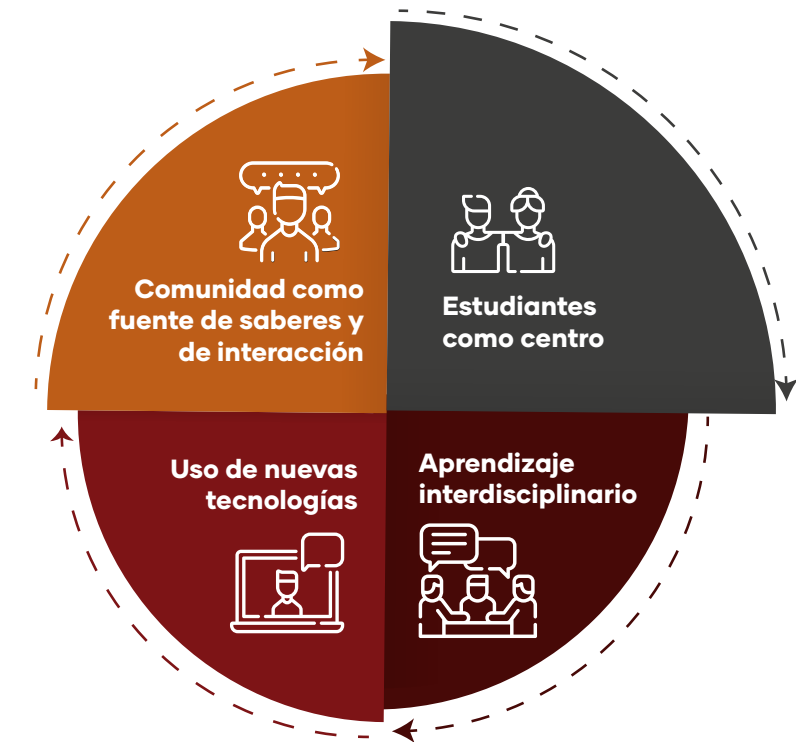 Comunidad como
fuente de saberes y
de interacción
Estudiantes
como centro
Uso de nuevas
tecnologías
Aprendizaje
interdisciplinario